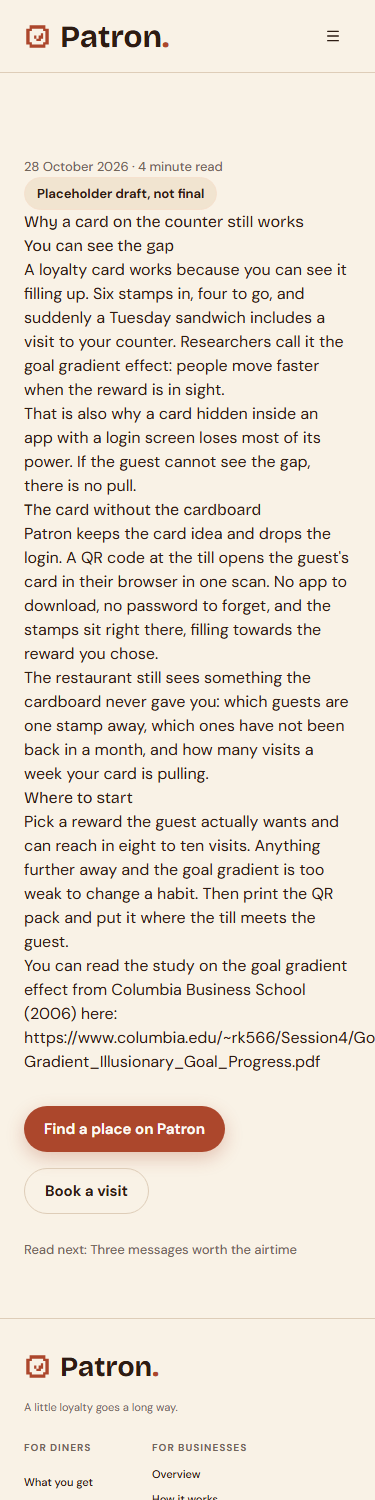 Patron.
28 October 2026 · 4 minute read
Placeholder draft, not final
Why a card on the counter still works
You can see the gap
A loyalty card works because you can see it
filling up. Six stamps in, four to go, and
suddenly a Tuesday sandwich includes a
visit to your counter. Researchers call it the
goal gradient effect: people move faster
when the reward is in sight.
That is also why a card hidden inside an
app with a login screen loses most of its
power. If the guest cannot see the gap,
there is no pull.
The card without the cardboard
Patron keeps the card idea and drops the
login. A QR code at the till opens the guest's
card in their browser in one scan. No app to
download, no password to forget, and the
stamps sit right there, filling towards the
reward you chose.
The restaurant still sees something the
cardboard never gave you: which guests are
one stamp away, which ones have not been
back in a month, and how many visits a
week your card is pulling.
Where to start
Pick a reward the guest actually wants and
can reach in eight to ten visits. Anything
further away and the goal gradient is too
weak to change a habit. Then print the QR
pack and put it where the till meets the
guest.
You can read the study on the goal gradient
effect from Columbia Business School
(2006) here:
https://www.columbia.edu/~rk566/Session4/Go
Gradient_Illusionary_Goal_Progress.pdf
Find a place on Patron
Book a visit
Read next: Three messages worth the airtime
Patron.
A little loyalty goes a long way.
FOR DINERS
What you get
FOR BUSINESSES
Overview
How it works